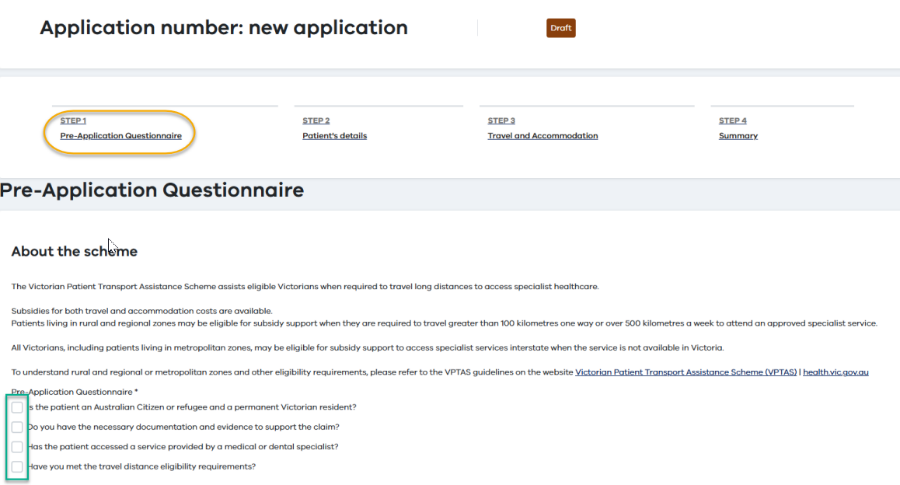 Application number: new application
Draft
STEP 1
Pre-Application Questionnaire
STEP 2
Patient's details
STEP 3
Travel and Accommodation
STEP 4
Summary
Pre-Application Questionnaire
About the scheme
The Victorian Patient Transport Assistance Scheme assists eligible Victorians when required to travel long distances to access specialist healthcare.
Subsidies for both travel and accommodation costs are available.
Patients living in rural and regional zones may be eligible for subsidy support when they are required to travel greater than 100 kilometres one way or over 500 kilometres a week to attend an approved specialist service.
All Victorians, including patients living in metropolitan zones, may be eligible for subsidy support to access specialist services interstate when the service is not available in Victoria.
To understand rural and regional or metropolitan zones and other eligibility requirements, please refer to the VPTAS guidelines on the website Victorian Patient Transport Assistance Scheme (VPTAS) | health.vic.gov.au
Pre-Application Questionnaire *
Is the patient an Australian Citizen or refugee and a permanent Victorian resident?
Do you have the necessary documentation and evidence to support the claim?
Has the patient accessed a service provided by a medical or dental specialist?
Have you met the travel distance eligibility requirements?